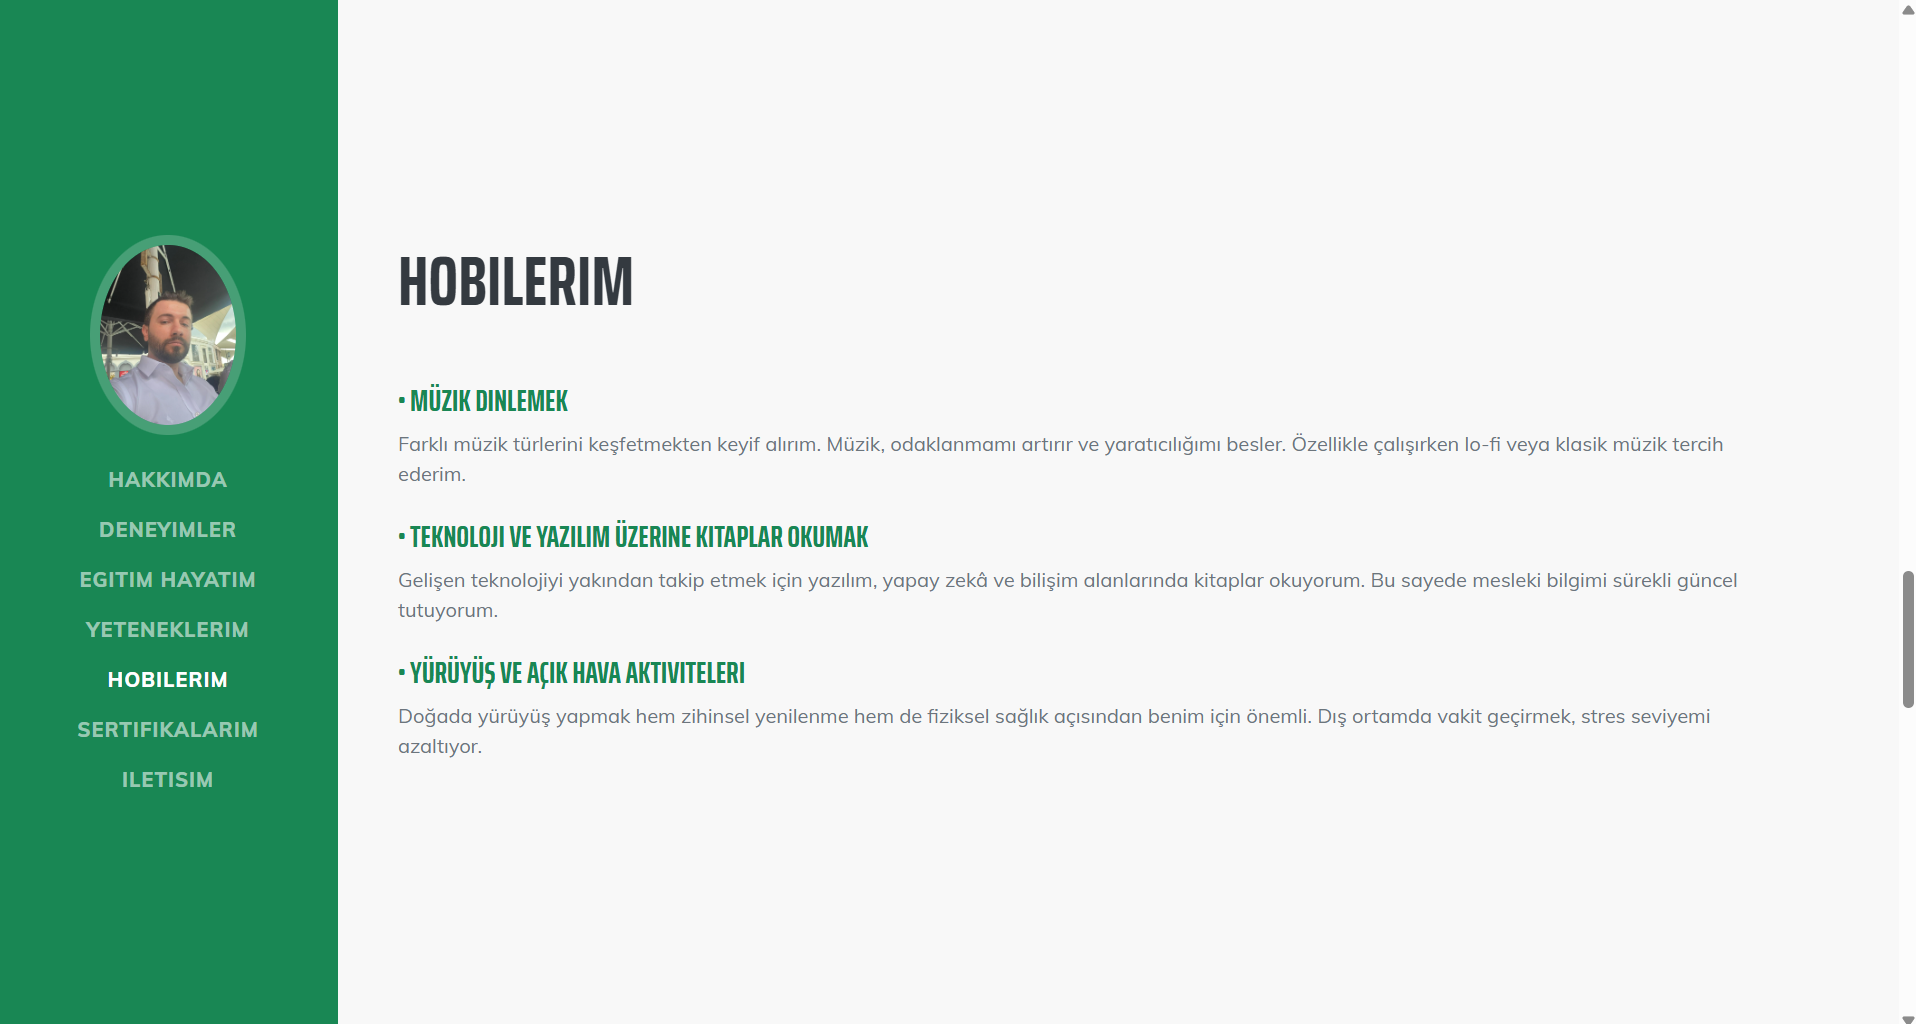 HAKKIMDA
DENEYIMLER
EGITIM HAYATIM
YETENEKLERIM
HOBILERIM
SERTIFIKALARIM
ILETISIM
HOBILERIM
• MÜZIK DINLEMEK
Farklı müzik türlerini keşfetmekten keyif alırım. Müzik, odaklanmamı artırır ve yaratıcılığımı besler. Özellikle çalışırken lo-fi veya klasik müzik tercih
ederim.
• TEKNOLOJI VE YAZILIM ÜZERINE KITAPLAR OKUMAK
Gelişen teknolojiyi yakından takip etmek için yazılım, yapay zekâ ve bilişim alanlarında kitaplar okuyorum. Bu sayede mesleki bilgimi sürekli güncel
tutuyorum.
• YÜRÜYÜŞ VE AÇIK HAVA AKTIVITELERI
Doğada yürüyüş yapmak hem zihinsel yenilenme hem de fiziksel sağlık açısından benim için önemli. Dış ortamda vakit geçirmek, stres seviyemi
azaltıyor.